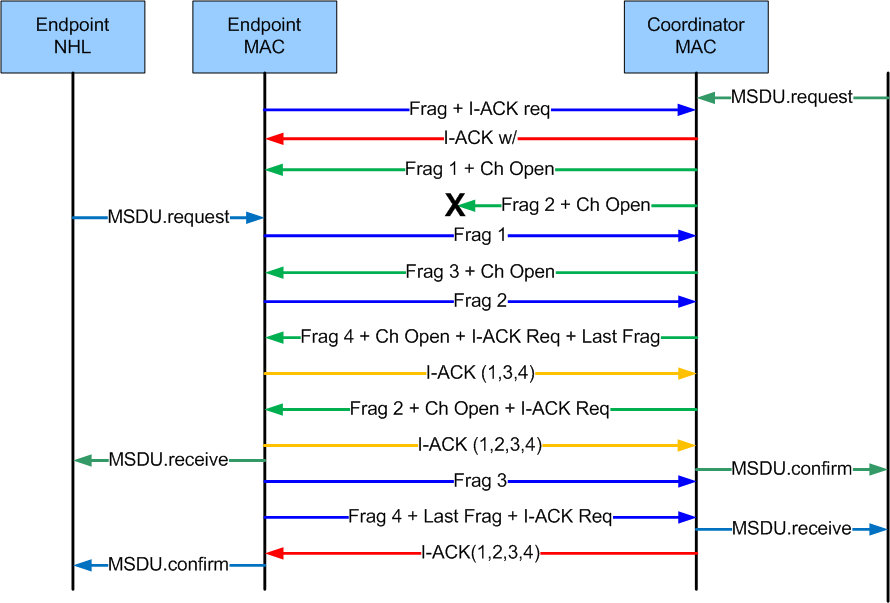 Endpoint
NHL
Endpoint
MAC
Coordinator
MAC
MSDU.request
Frag + I-ACK req
I-ACK w/
Frag 1 + Ch Open
X
Frag 2 + Ch Open
MSDU.request
Frag 1
Frag 3 + Ch Open
Frag 2
Frag 4 + Ch Open + I-ACK Req + Last Frag
I-ACK (1,3,4)
Frag 2 + Ch Open + I-ACK Req
I-ACK (1,2,3,4)
MSDU.receive
MSDU.confirm
Frag 3
Frag 4 + Last Frag + I-ACK Req
MSDU.receive
I-ACK(1,2,3,4)
MSDU.confirm